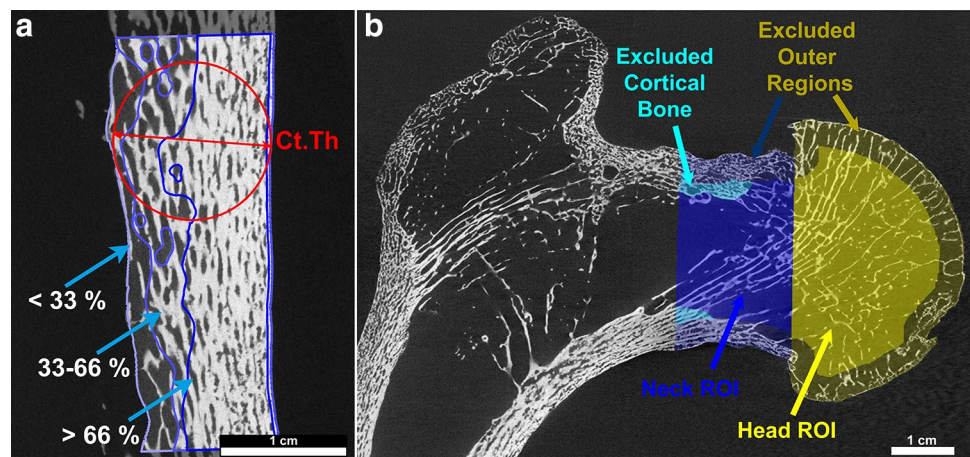 a
Ct.Th
< 33 %
33-66 %
> 66 %
1 cm
b
Excluded
Cortical
Bone
Excluded
Outer
Regions
Neck ROI
Head ROI
1 cm